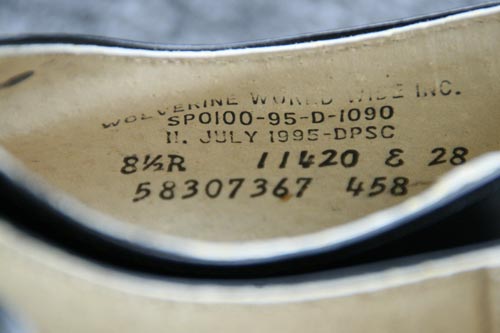 WOLVERINE WORLD WIDE INC.
SP0100-95-D-1090
11. JULY 1995-DPSC
8½R 11420 E 28
58307367 458